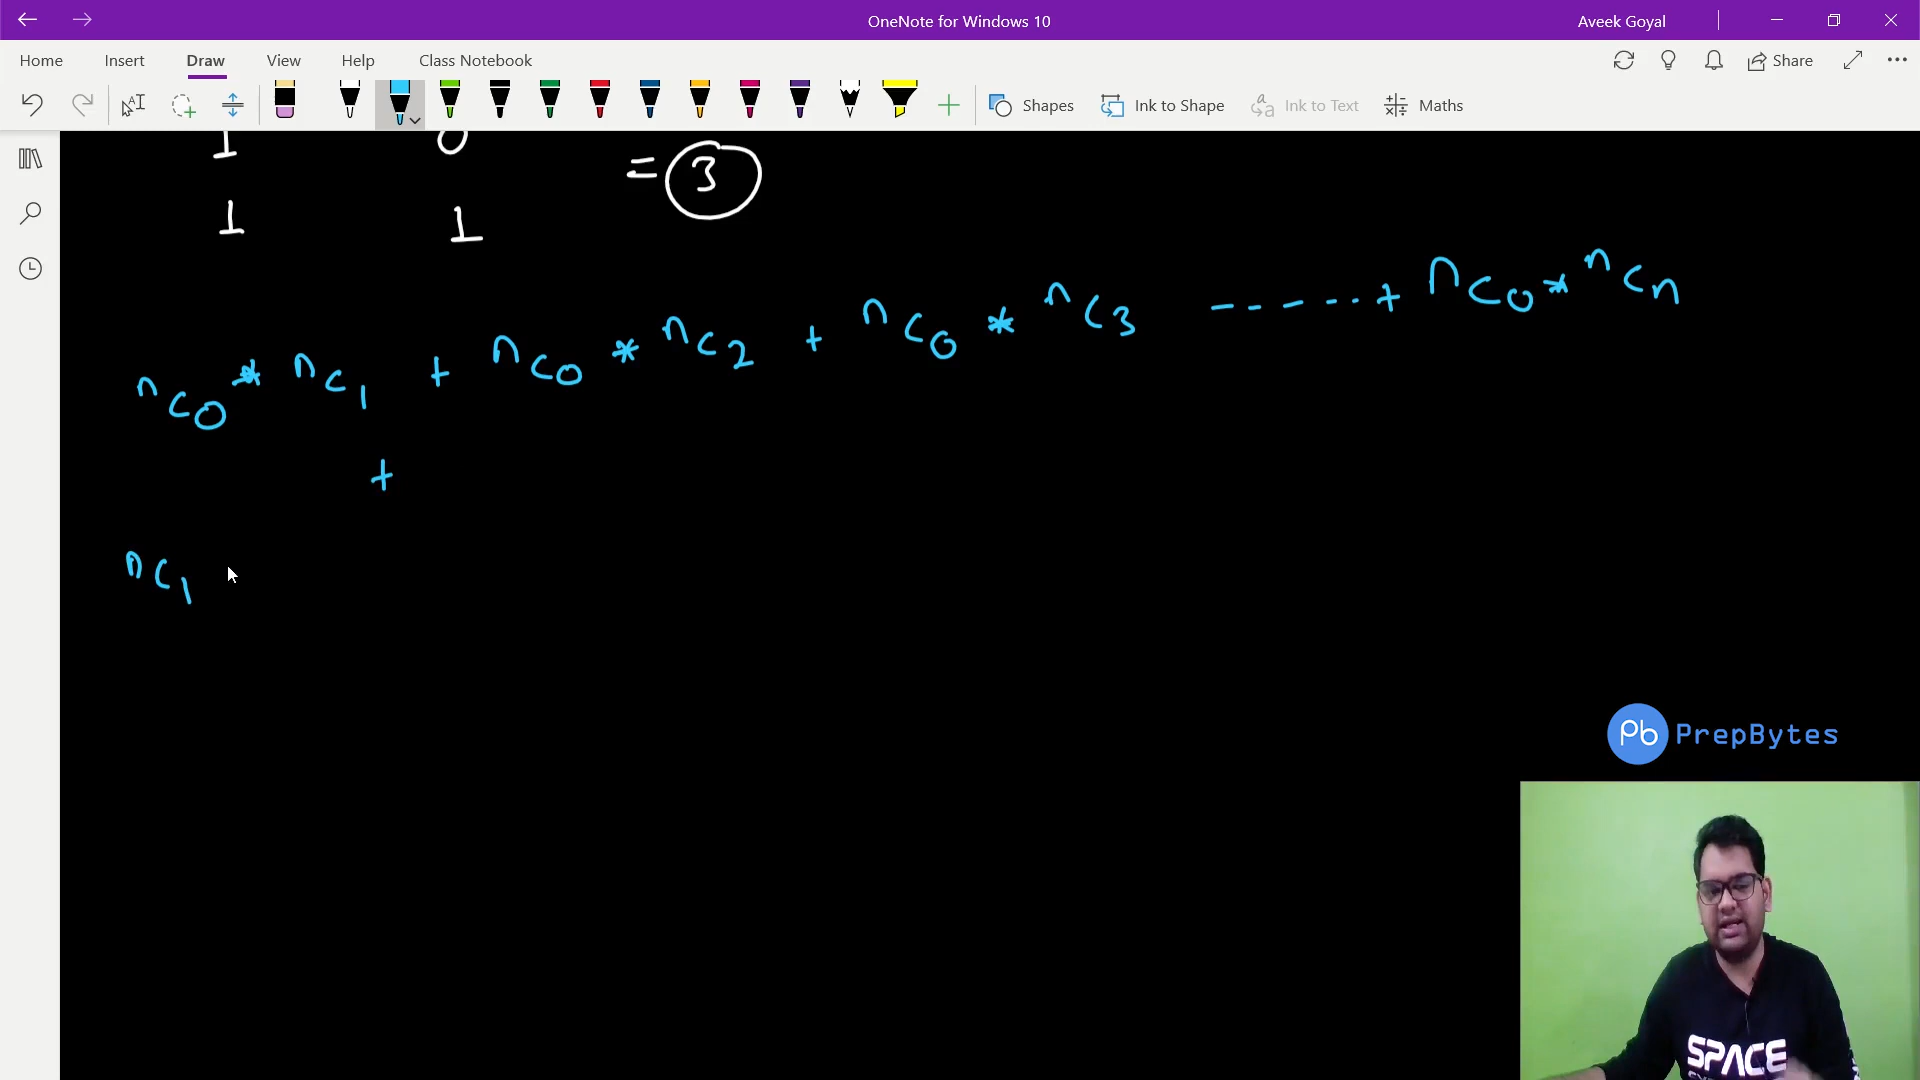 OneNote for Windows 10
Aveek Goyal
Home Insert Draw View Help Class Notebook
Share
Shapes Ink to Shape Ink to Text Maths
1 0
= 3
1 1
nC0 * nC1 + nC0 * nC2 + nC0 * nC3 ------ + nC0 * nCn
+
nC1
Pb PrepBytes
SPACE